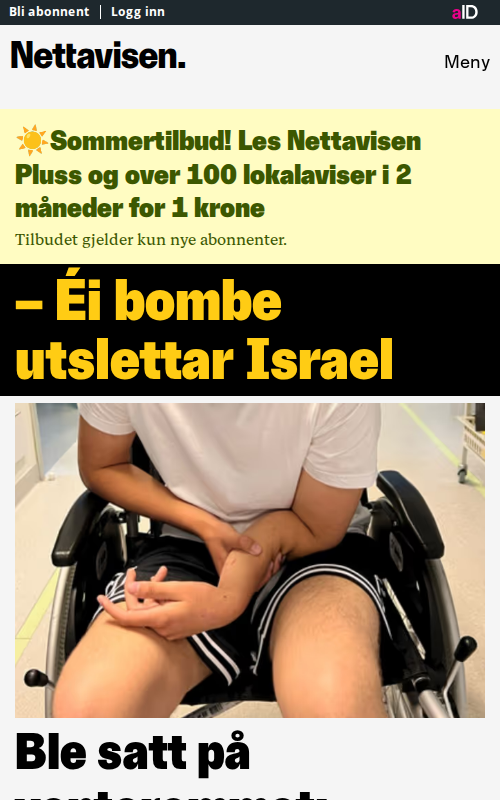 Bli abonnent | Logg inn
aID
Nettavisen.
Meny
☀️Sommertilbud! Les Nettavisen
Pluss og over 100 lokalaviser i 2
måneder for 1 krone
Tilbudet gjelder kun nye abonnenter.
– Éi bombe
utslettar Israel
Ble satt på